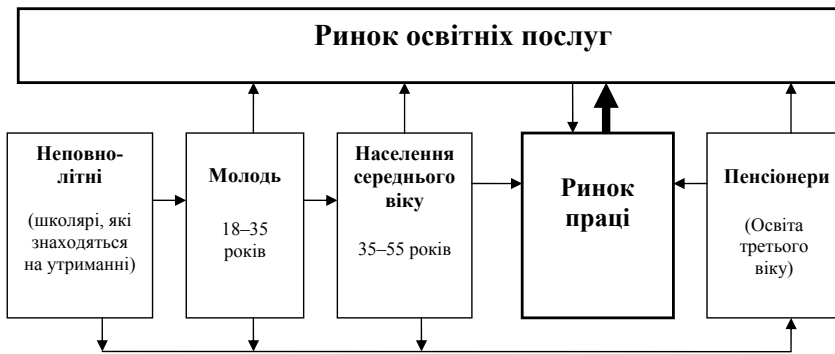 Ринок освітніх послуг
Неповно-
літні
(школярі, які
знаходяться
на утриманні)
Молодь
18–35
років
Населення
середнього
віку
35–55 років
Ринок
праці
Пенсіонери
(Освіта
третього
віку)